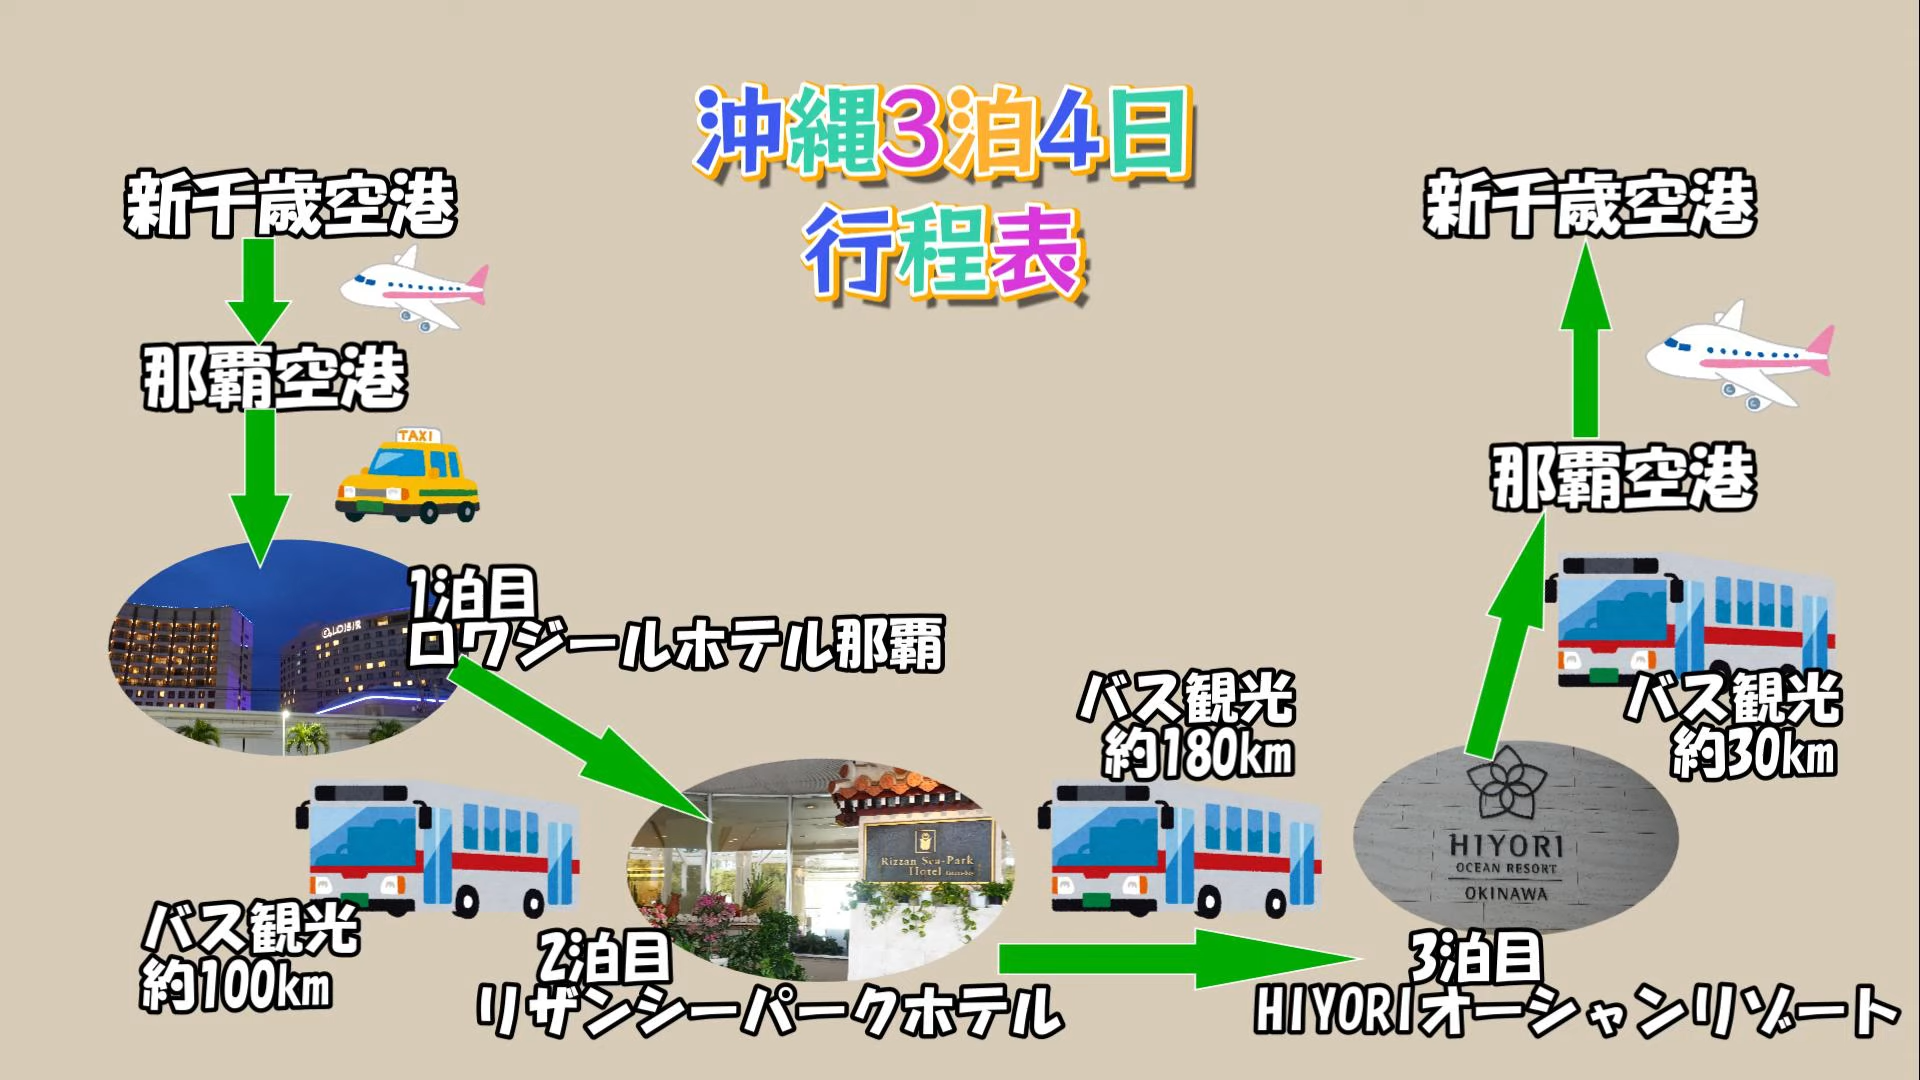 沖縄3泊4日
行程表
新千歳空港
那覇空港
TAXI
LOISIR
1泊目
ロワジールホテル那覇
バス観光
約100km
Rizzan Sea-Park
Hotel
2泊目
リザンシーパークホテル
バス観光
約180km
HIYORI
OCEAN RESORT
OKINAWA
3泊目
HIYORIオーシャンリゾート
バス観光
約30km
那覇空港
新千歳空港